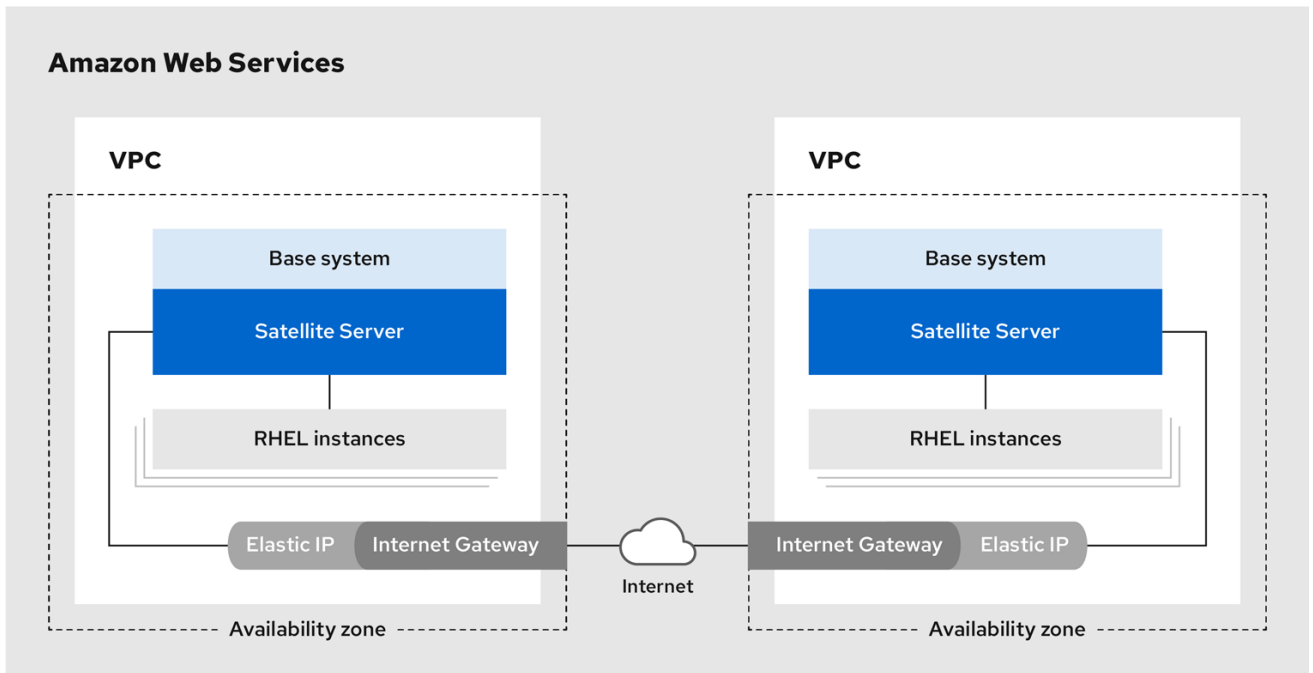 Amazon Web Services
VPC
Base system
Satellite Server
RHEL instances
Elastic IP
Internet Gateway
Availability zone
Internet
VPC
Base system
Satellite Server
RHEL instances
Internet Gateway
Elastic IP
Availability zone